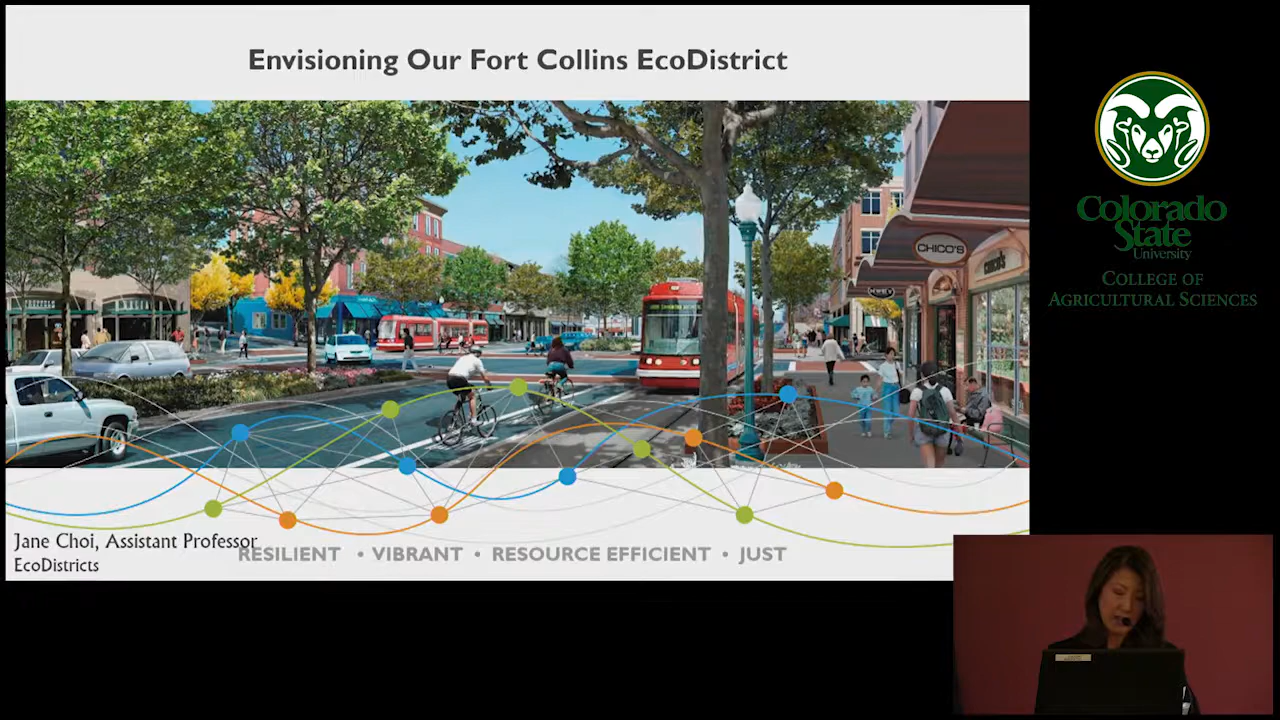 Envisioning Our Fort Collins EcoDistrict
CHICO'S
Jane Choi, Assistant Professor
EcoDistricts
RESILIENT • VIBRANT • RESOURCE EFFICIENT • JUST
Colorado
State
University
COLLEGE OF
AGRICULTURAL SCIENCES